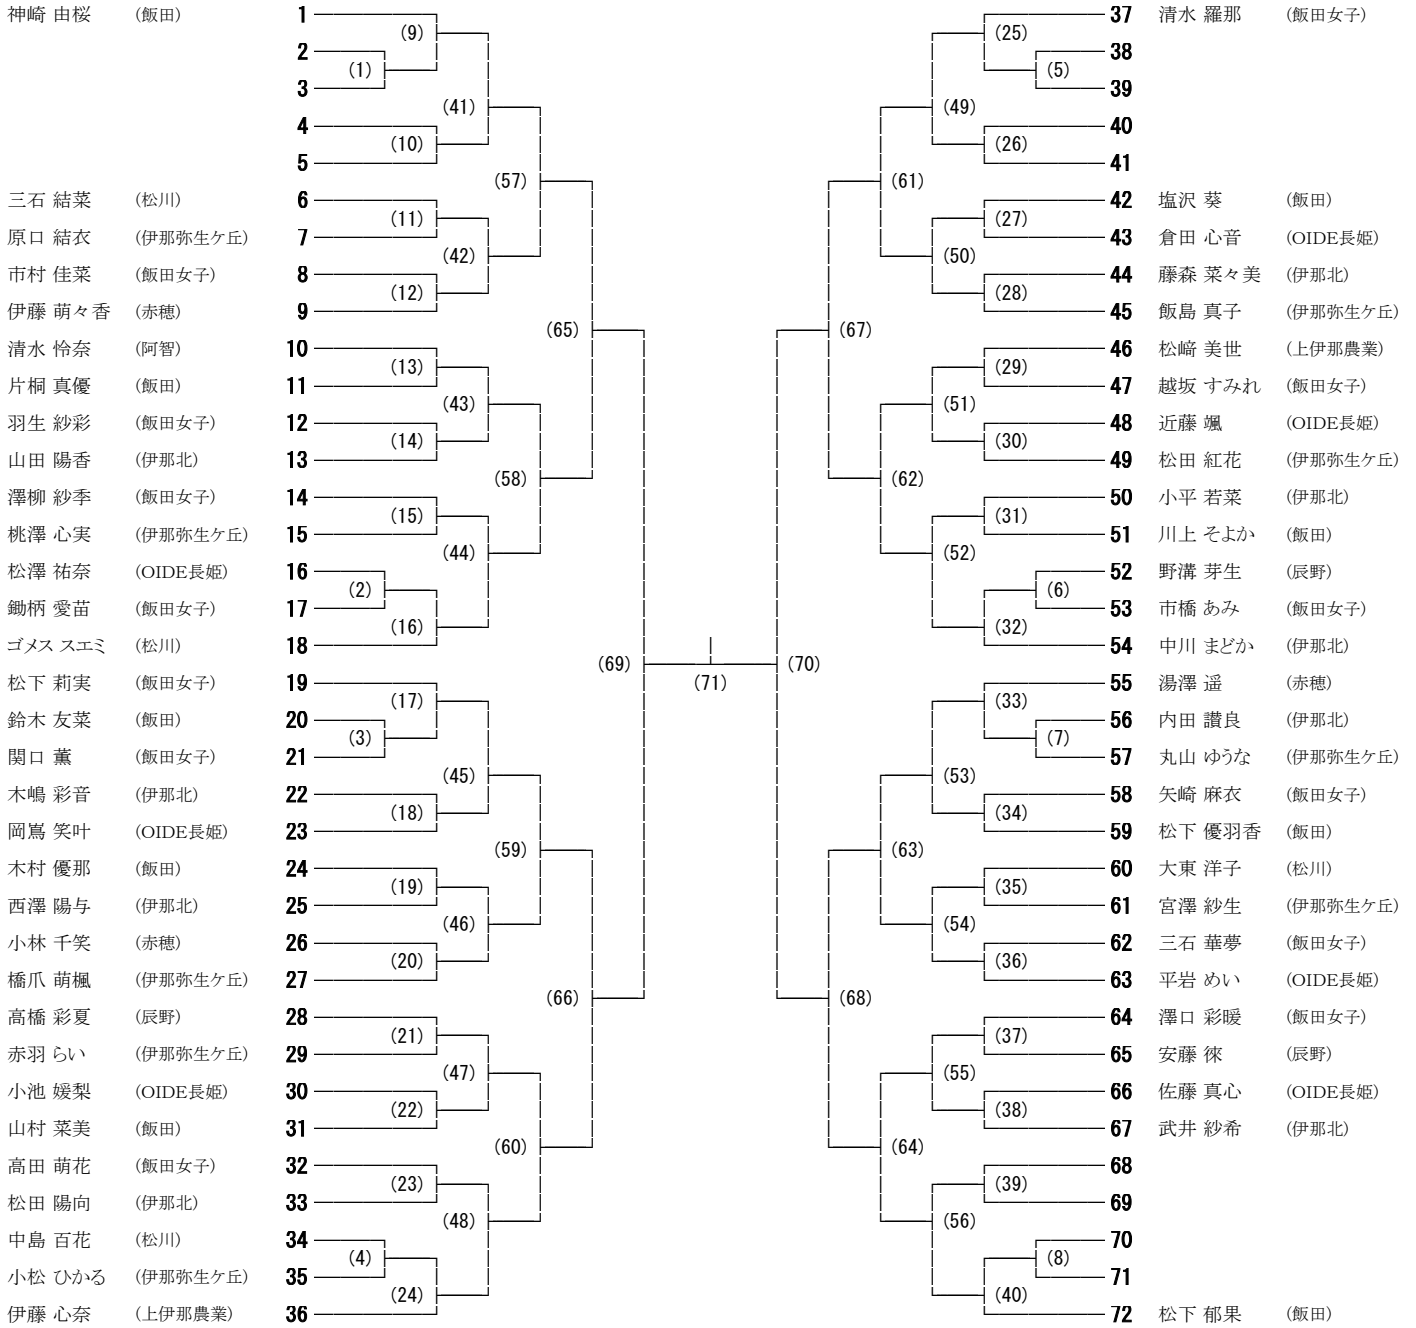 神崎 由桜 (飯田) 1
(9)
2
(1)
3
(41)
4
(10)
5
(57)
三石 結菜 (松川) 6
(11)
原口 結衣 (伊那弥生ケ丘) 7
(42)
市村 佳菜 (飯田女子) 8
(12)
伊藤 萌々香 (赤穂) 9
(65)
清水 怜奈 (阿智) 10
(13)
片桐 真優 (飯田) 11
(43)
羽生 紗彩 (飯田女子) 12
(14)
山田 陽香 (伊那北) 13
(58)
澤柳 紗季 (飯田女子) 14
(15)
桃澤 心実 (伊那弥生ケ丘) 15
(44)
松澤 祐奈 (OIDE長姫) 16
(2)
鋤柄 愛苗 (飯田女子) 17
(16)
ゴメス スエミ (松川) 18
(69)
松下 莉実 (飯田女子) 19
(17)
鈴木 友菜 (飯田) 20
(3)
関口 薫 (飯田女子) 21
(45)
木嶋 彩音 (伊那北) 22
(18)
岡嶌 笑叶 (OIDE長姫) 23
(59)
木村 優那 (飯田) 24
(19)
西澤 陽与 (伊那北) 25
(46)
小林 千笑 (赤穂) 26
(20)
橋爪 萌楓 (伊那弥生ケ丘) 27
(66)
高橋 彩夏 (辰野) 28
(21)
赤羽 らい (伊那弥生ケ丘) 29
(47)
小池 媛梨 (OIDE長姫) 30
(22)
山村 菜美 (飯田) 31
(60)
高田 萌花 (飯田女子) 32
(23)
松田 陽向 (伊那北) 33
(48)
中島 百花 (松川) 34
(4)
小松 ひかる (伊那弥生ケ丘) 35
(24)
伊藤 心奈 (上伊那農業) 36
(71)
37 清水 羅那 (飯田女子)
(25)
38
(5)
39
(49)
40
(26)
41
(61)
42 塩沢 葵 (飯田)
(27)
43 倉田 心音 (OIDE長姫)
(50)
44 藤森 菜々美 (伊那北)
(28)
45 飯島 真子 (伊那弥生ケ丘)
(67)
46 松﨑 美世 (上伊那農業)
(29)
47 越坂 すみれ (飯田女子)
(51)
48 近藤 颯 (OIDE長姫)
(30)
49 松田 紅花 (伊那弥生ケ丘)
(62)
50 小平 若菜 (伊那北)
(31)
51 川上 そよか (飯田)
(52)
52 野溝 芽生 (辰野)
(6)
53 市橋 あみ (飯田女子)
(32)
54 中川 まどか (伊那北)
(70)
55 湯澤 遥 (赤穂)
(33)
56 内田 讃良 (伊那北)
(7)
57 丸山 ゆうな (伊那弥生ケ丘)
(53)
58 矢崎 麻衣 (飯田女子)
(34)
59 松下 優羽香 (飯田)
(63)
60 大東 洋子 (松川)
(35)
61 宮澤 紗生 (伊那弥生ケ丘)
(54)
62 三石 華夢 (飯田女子)
(36)
63 平岩 めい (OIDE長姫)
(68)
64 澤口 彩暖 (飯田女子)
(37)
65 安藤 徠 (辰野)
(55)
66 佐藤 真心 (OIDE長姫)
(38)
67 武井 紗希 (伊那北)
(64)
68
(39)
69
(56)
70
(8)
71
(40)
72 松下 郁果 (飯田)